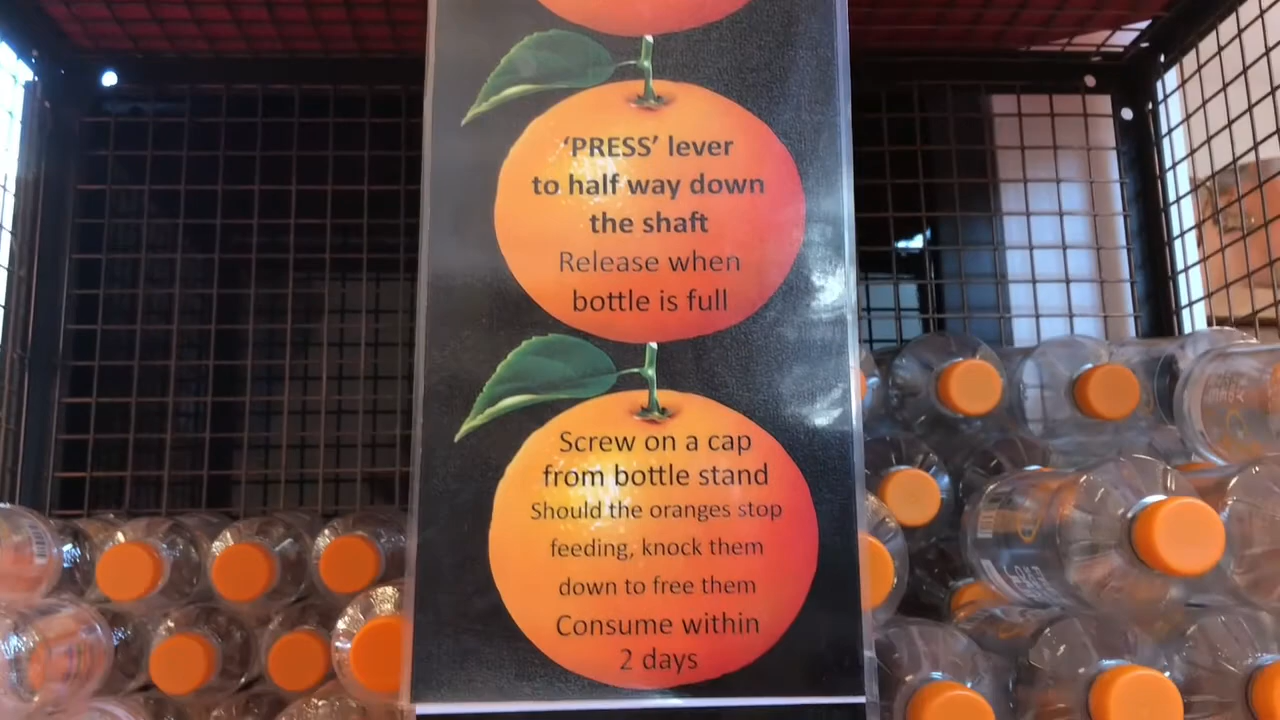 ‘PRESS’ lever
to half way down
the shaft
Release when
bottle is full
Screw on a cap
from bottle stand
Should the oranges stop
feeding, knock them
down to free them
Consume within
2 days